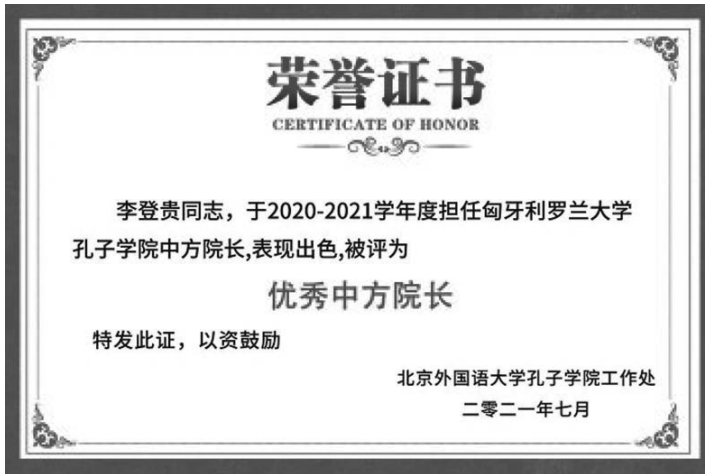 荣誉证书
CERTIFICATE OF HONOR
李登贵同志，于2020-2021学年度担任匈牙利罗兰大学
孔子学院中方院长,表现出色,被评为
优秀中方院长
特发此证，以资鼓励
北京外国语大学孔子学院工作处
二零二一年七月